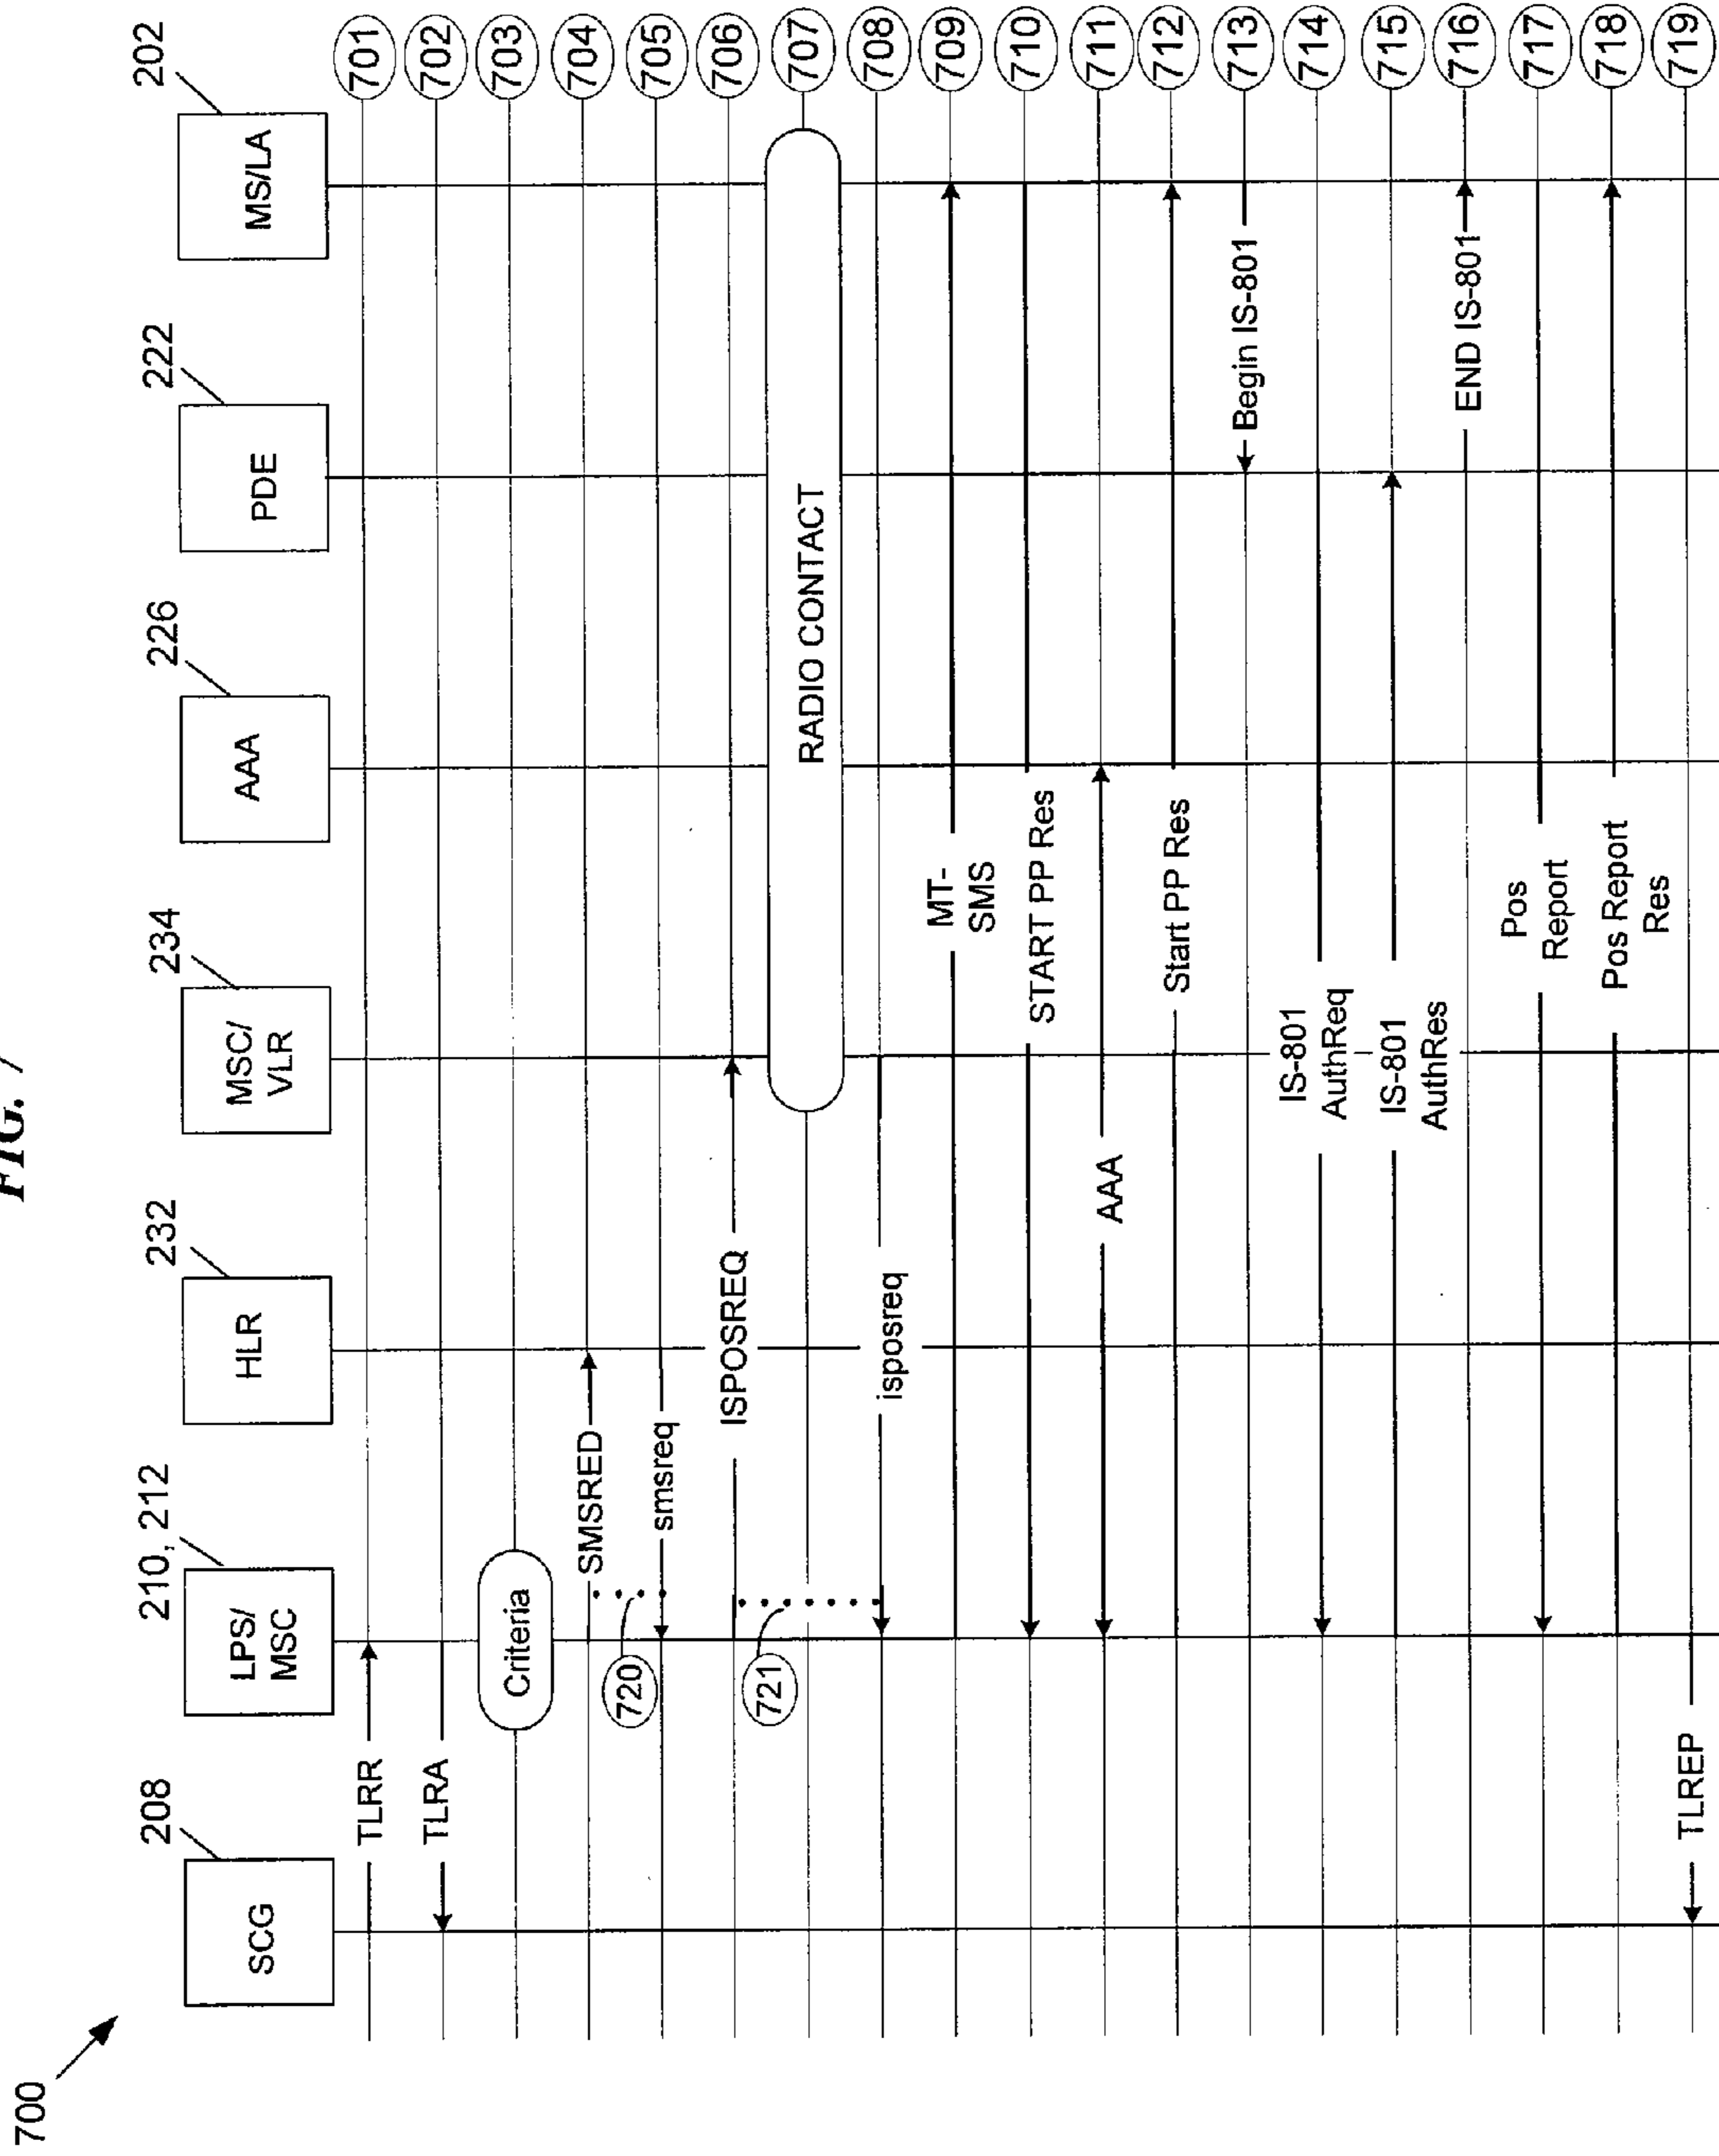 FIG. 7
700
208
210, 212
232
234
226
222
202
SCG
LPS/
MSC
HLR
MSC/
VLR
AAA
PDE
MS/LA
TLRR
701
TLRA
702
Criteria
703
SMSRED
704
720
smsreq
705
ISPOSREQ
706
721
RADIO CONTACT
707
isposreq
708
MT-
SMS
709
START PP Res
710
AAA
711
Start PP Res
712
Begin IS-801
713
IS-801
AuthReq
714
IS-801
AuthRes
715
END IS-801
716
Pos
Report
717
Pos Report
Res
718
TLREP
719